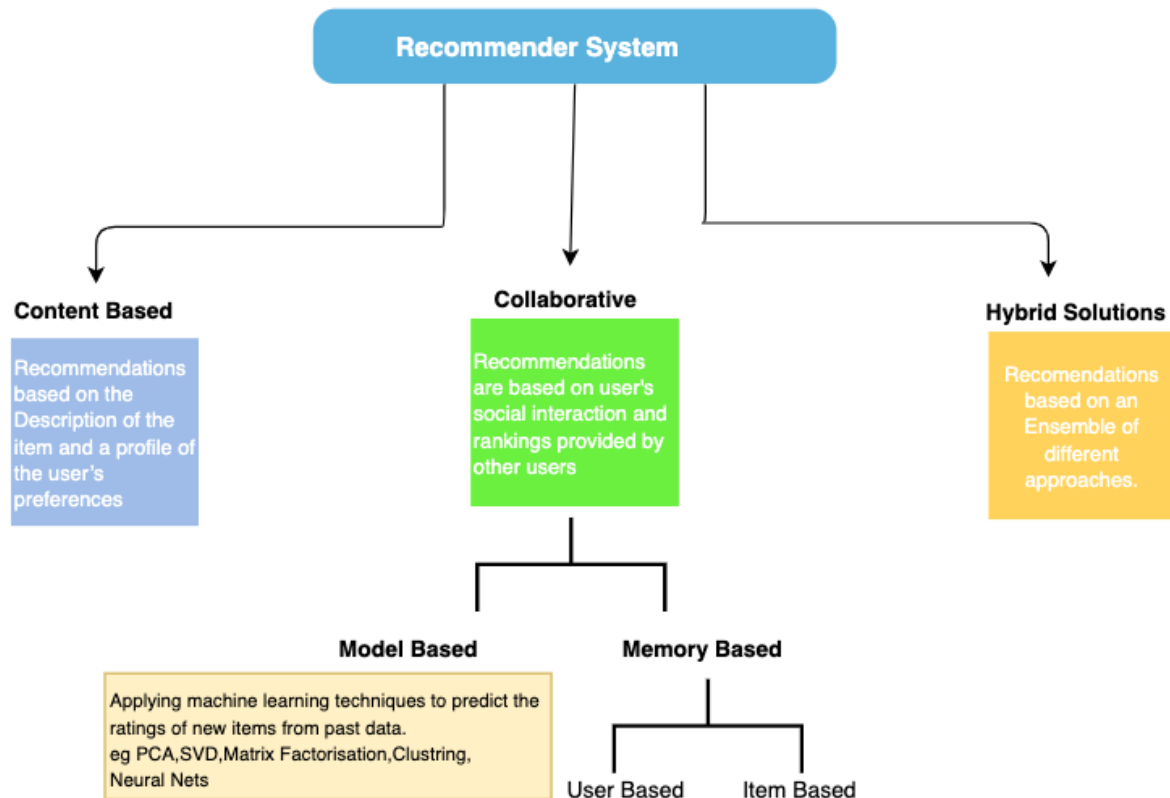 Recommender System
Content Based
Recommendations
based on the
Description of the
item and a profile of
the user's
preferences
Collaborative
Recommendations
are based on user's
social interaction and
rankings provided by
other users
Hybrid Solutions
Recomendations
based on an
Ensemble of
different
approaches.
Model Based
Applying machine learning techniques to predict the
ratings of new items from past data.
eg PCA,SVD,Matrix Factorisation,Clustring,
Neural Nets
Memory Based
User Based
Item Based